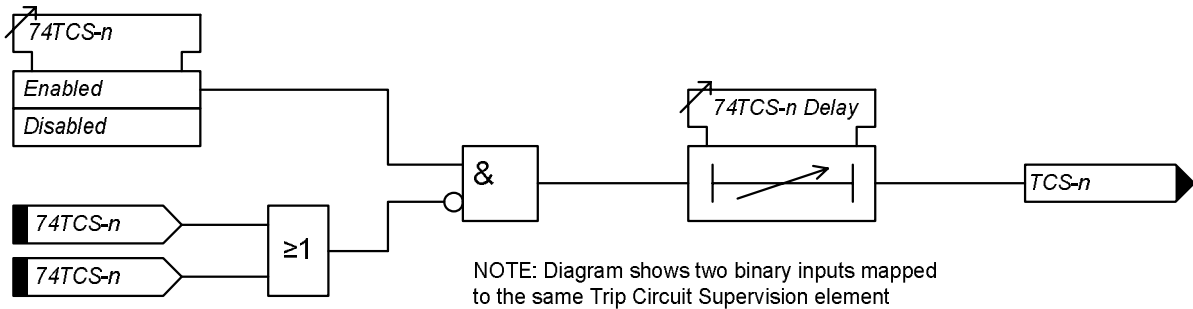 74TCS-n
Enabled
Disabled
74TCS-n Delay
&
TCS-n
74TCS-n
74TCS-n
≥1
NOTE: Diagram shows two binary inputs mapped
to the same Trip Circuit Supervision element